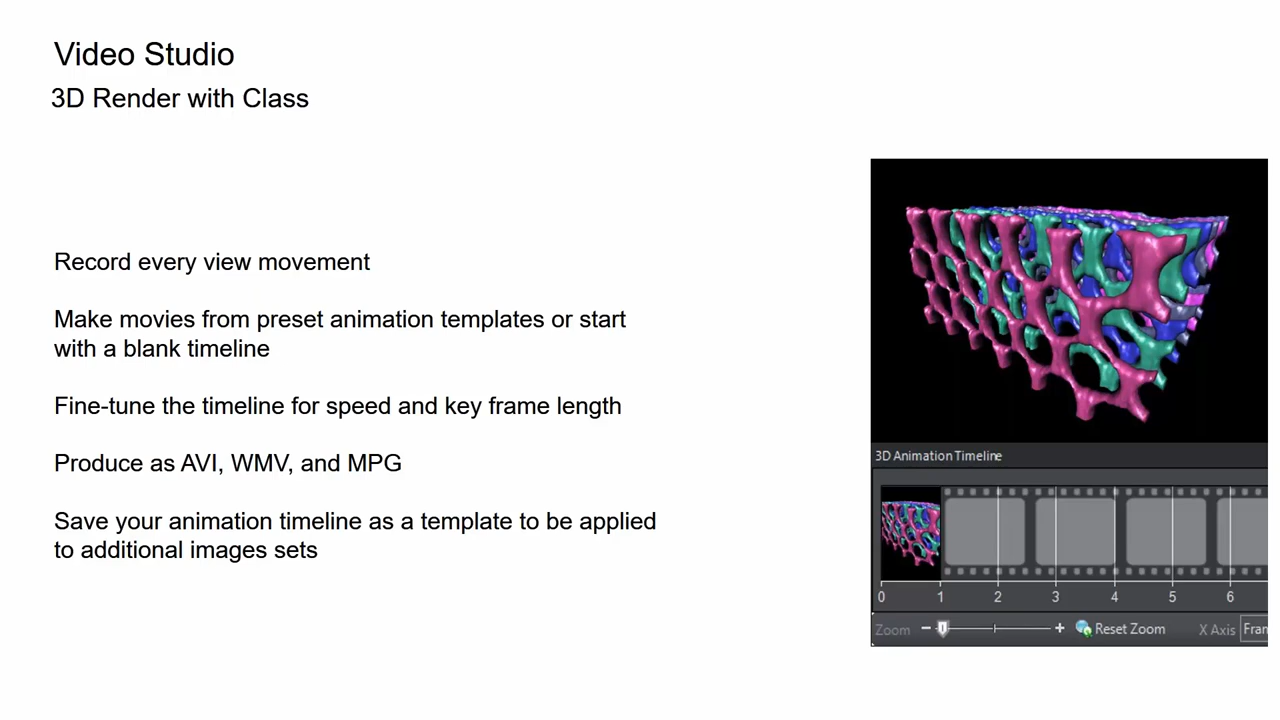 Video Studio
3D Render with Class
Record every view movement
Make movies from preset animation templates or start
with a blank timeline
Fine-tune the timeline for speed and key frame length
Produce as AVI, WMV, and MPG
Save your animation timeline as a template to be applied
to additional images sets
3D Animation Timeline
0 1 2 3 4 5 6
Zoom Reset Zoom X Axis Fran